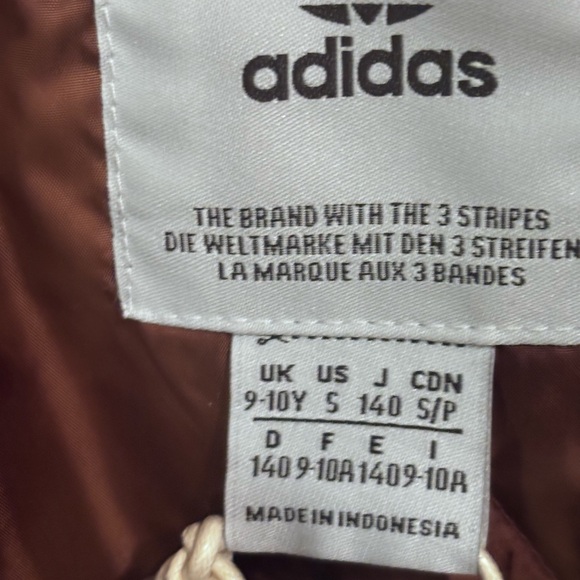 adidas
THE BRAND WITH THE 3 STRIPES
DIE WELTMARKE MIT DEN 3 STREIFEN
LA MARQUE AUX 3 BANDES
UK US J CDN
9-10Y S 140 S/P
D F E I
140 9-10A 140 9-10A
MADE IN INDONESIA